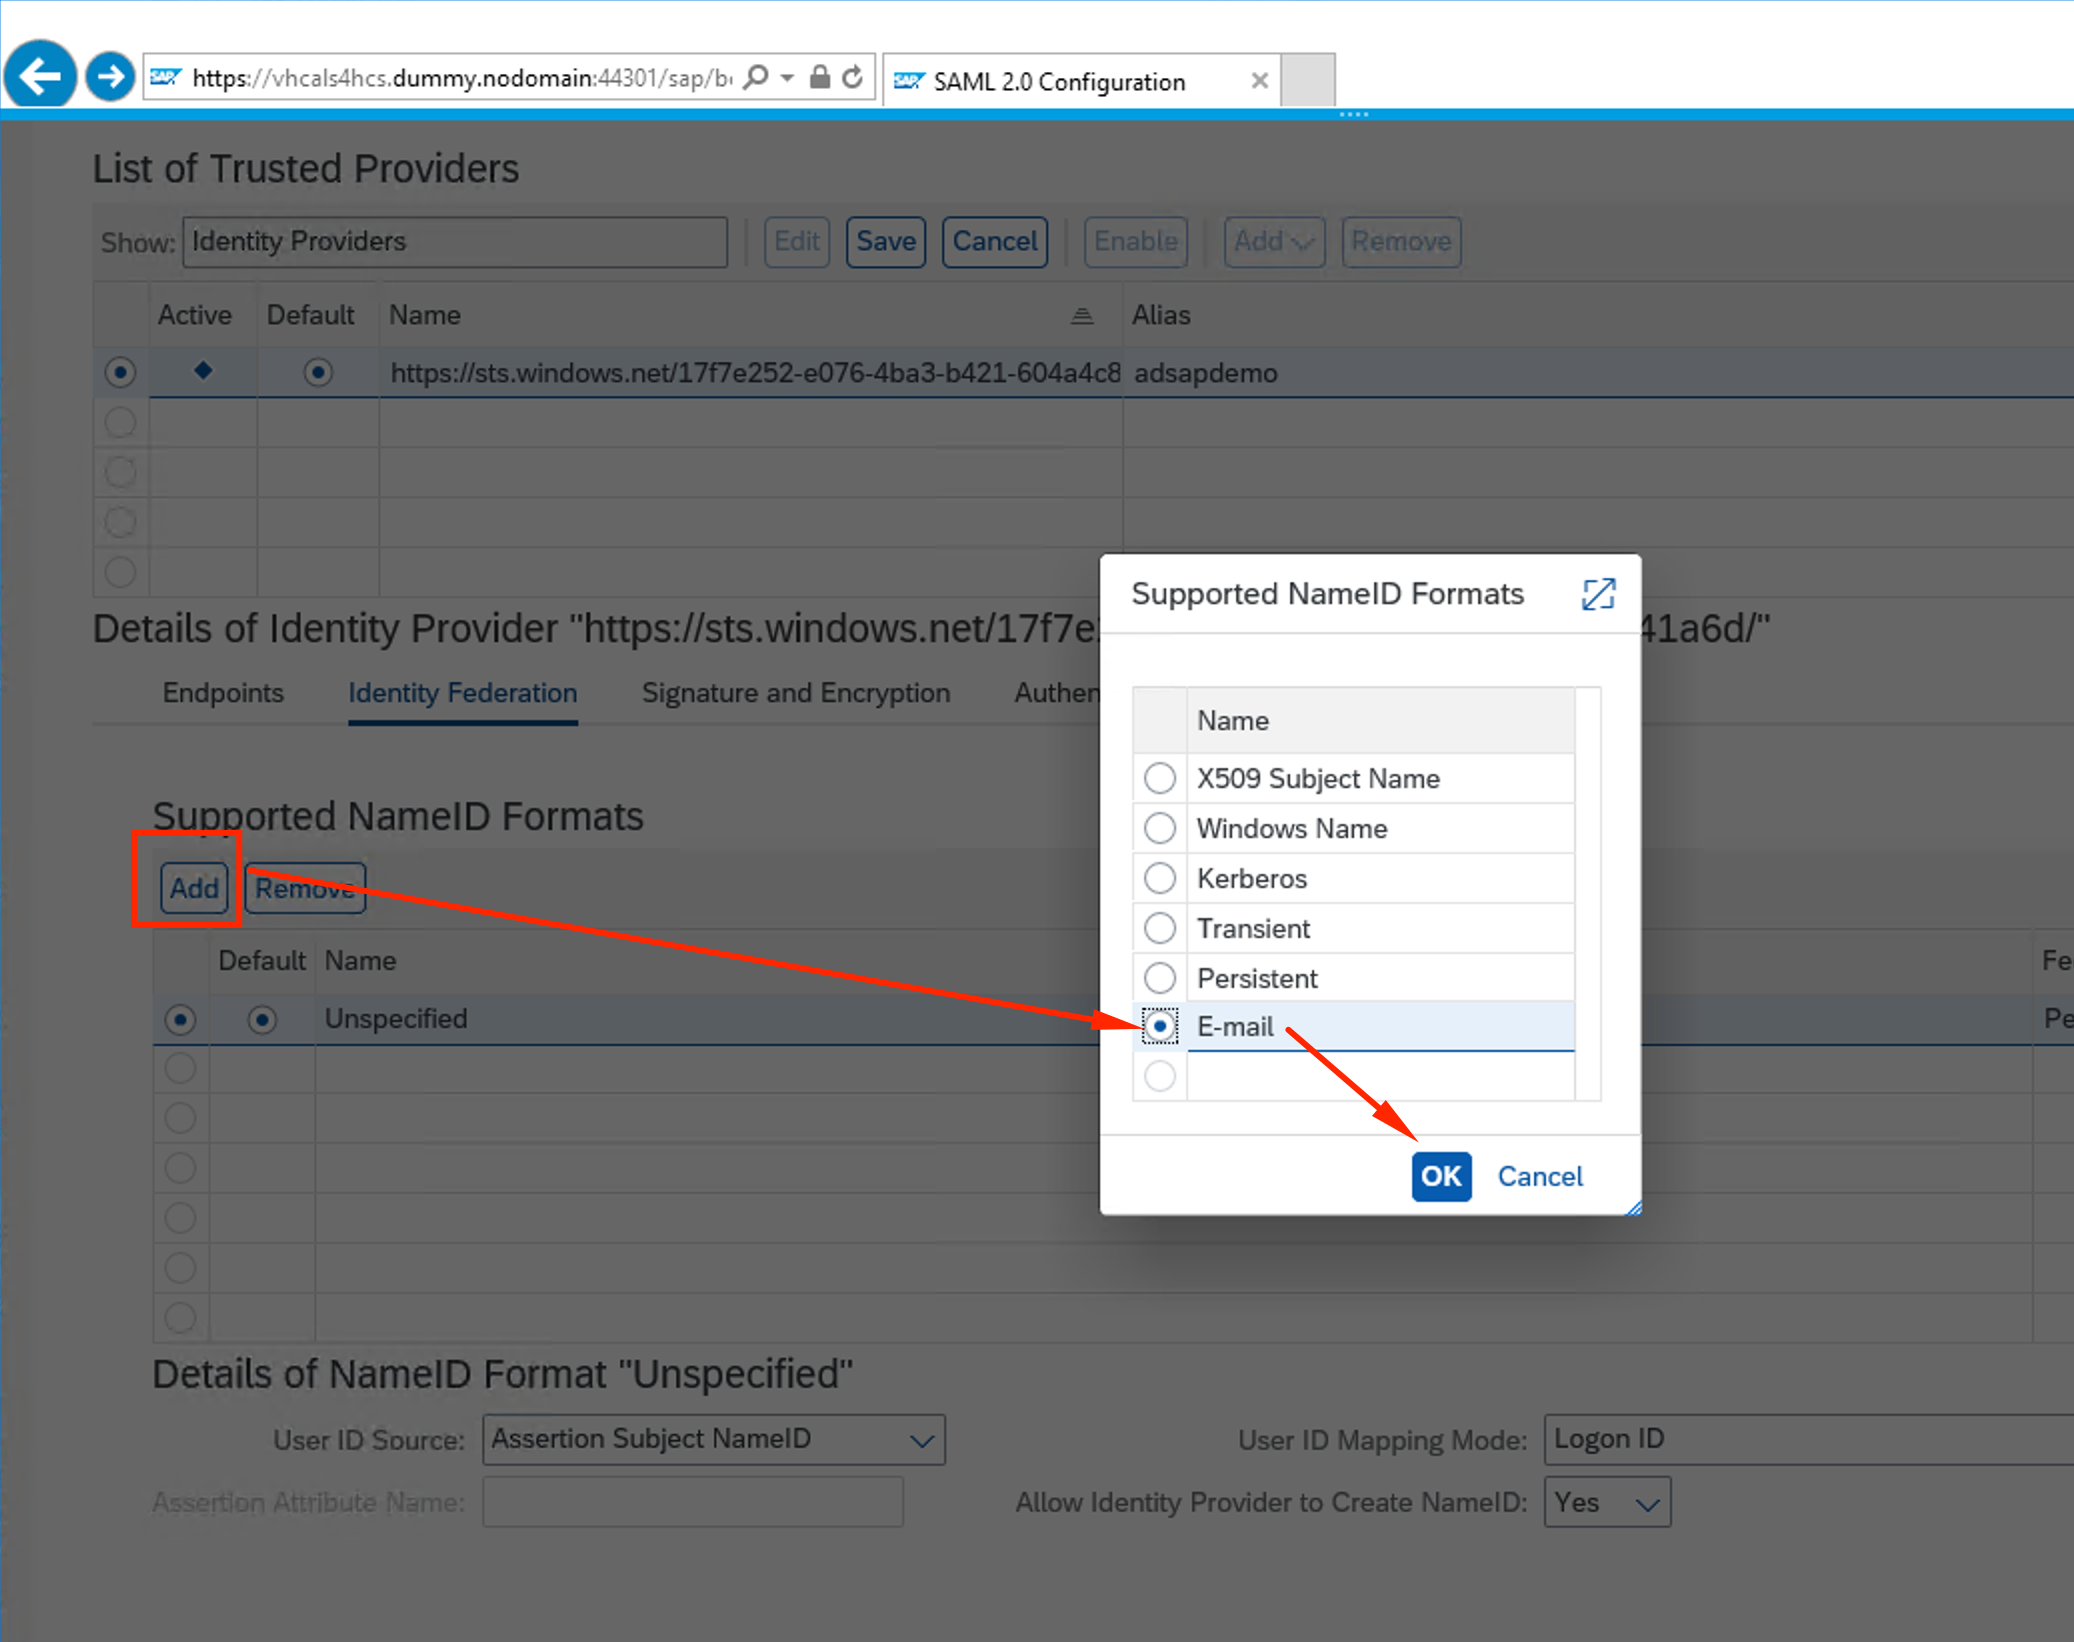 SAP https://vhcals4hcs.dummy.nodomain:44301/sap/b
SAP SAML 2.0 Configuration
List of Trusted Providers
Show: Identity Providers Edit Save Cancel Enable Add Remove
Active Default Name Alias
https://sts.windows.net/17f7e252-e076-4ba3-b421-604a4c8 adsapdemo
Details of Identity Provider "https://sts.windows.net/17f7e 41a6d/"
Endpoints Identity Federation Signature and Encryption Authen
Supported NameID Formats
Add Remove
Default Name Fe
Unspecified Pe
Details of NameID Format "Unspecified"
User ID Source: Assertion Subject NameID User ID Mapping Mode: Logon ID
Assertion Attribute Name: Allow Identity Provider to Create NameID: Yes
Supported NameID Formats
Name
X509 Subject Name
Windows Name
Kerberos
Transient
Persistent
E-mail
OK Cancel